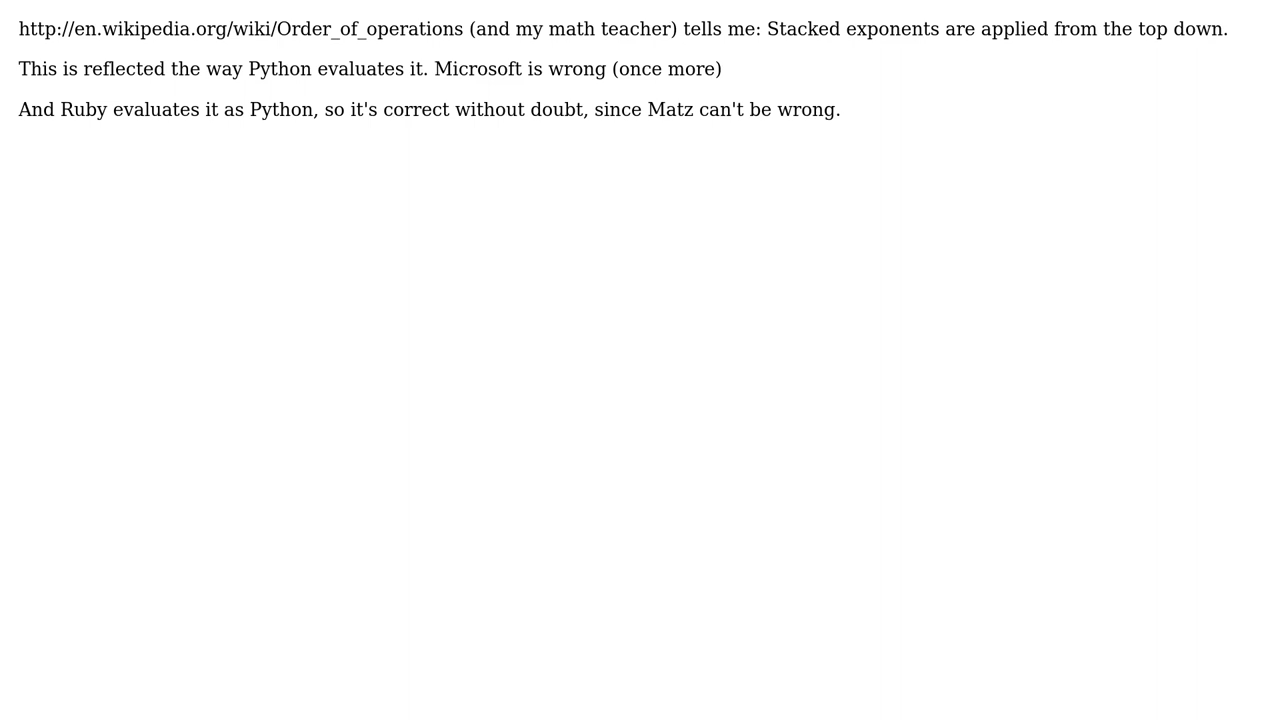 http://en.wikipedia.org/wiki/Order_of_operations (and my math teacher) tells me: Stacked exponents are applied from the top down.
This is reflected the way Python evaluates it. Microsoft is wrong (once more)
And Ruby evaluates it as Python, so it's correct without doubt, since Matz can't be wrong.